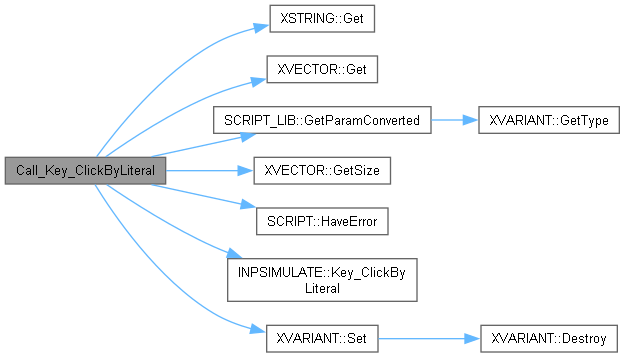 XSTRING::Get
XVECTOR::Get
SCRIPT_LIB::GetParamConverted
XVARIANT::GetType
Call_Key_ClickByLiteral
XVECTOR::GetSize
SCRIPT::HaveError
INPSIMULATE::Key_ClickBy
Literal
XVARIANT::Set
XVARIANT::Destroy